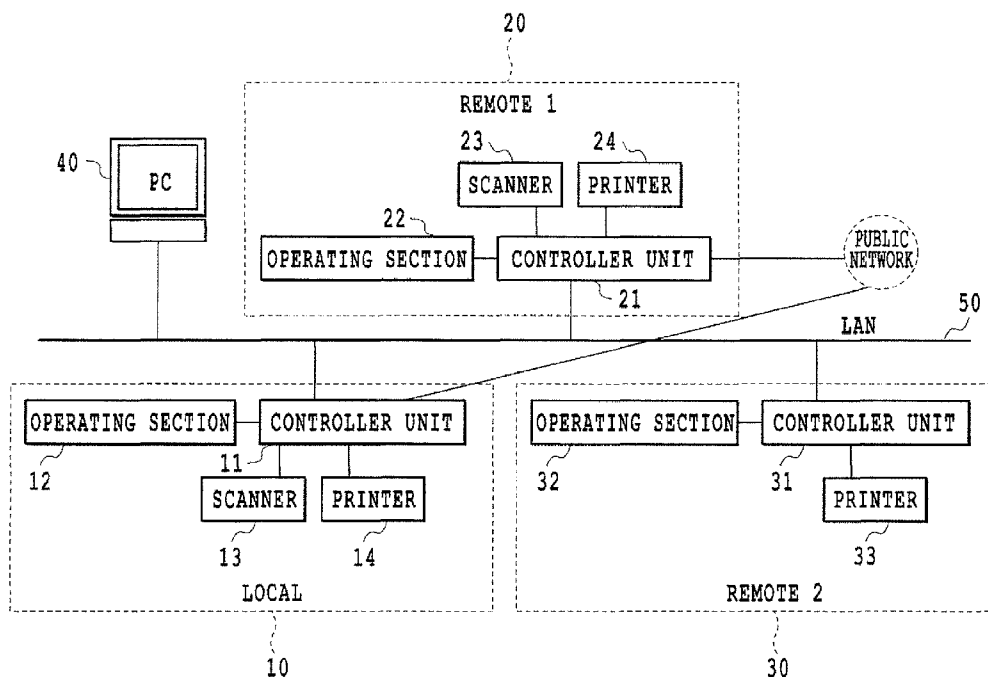 20
REMOTE 1
23
24
40
PC
SCANNER
PRINTER
22
OPERATING SECTION
CONTROLLER UNIT
PUBLIC
NETWORK
21
LAN
50
OPERATING SECTION
CONTROLLER UNIT
OPERATING SECTION
CONTROLLER UNIT
12
11
32
31
SCANNER
PRINTER
PRINTER
13
14
33
LOCAL
REMOTE 2
10
30